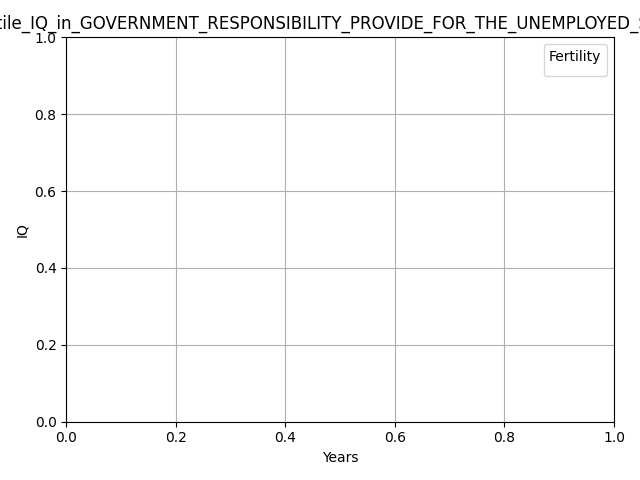 tile_IQ_in_GOVERNMENT_RESPONSIBILITY_PROVIDE_FOR_THE_UNEMPLOYED_S
Fertility
1.0
0.8
0.6
0.4
0.2
0.0
IQ
0.0 0.2 0.4 0.6 0.8 1.0
Years